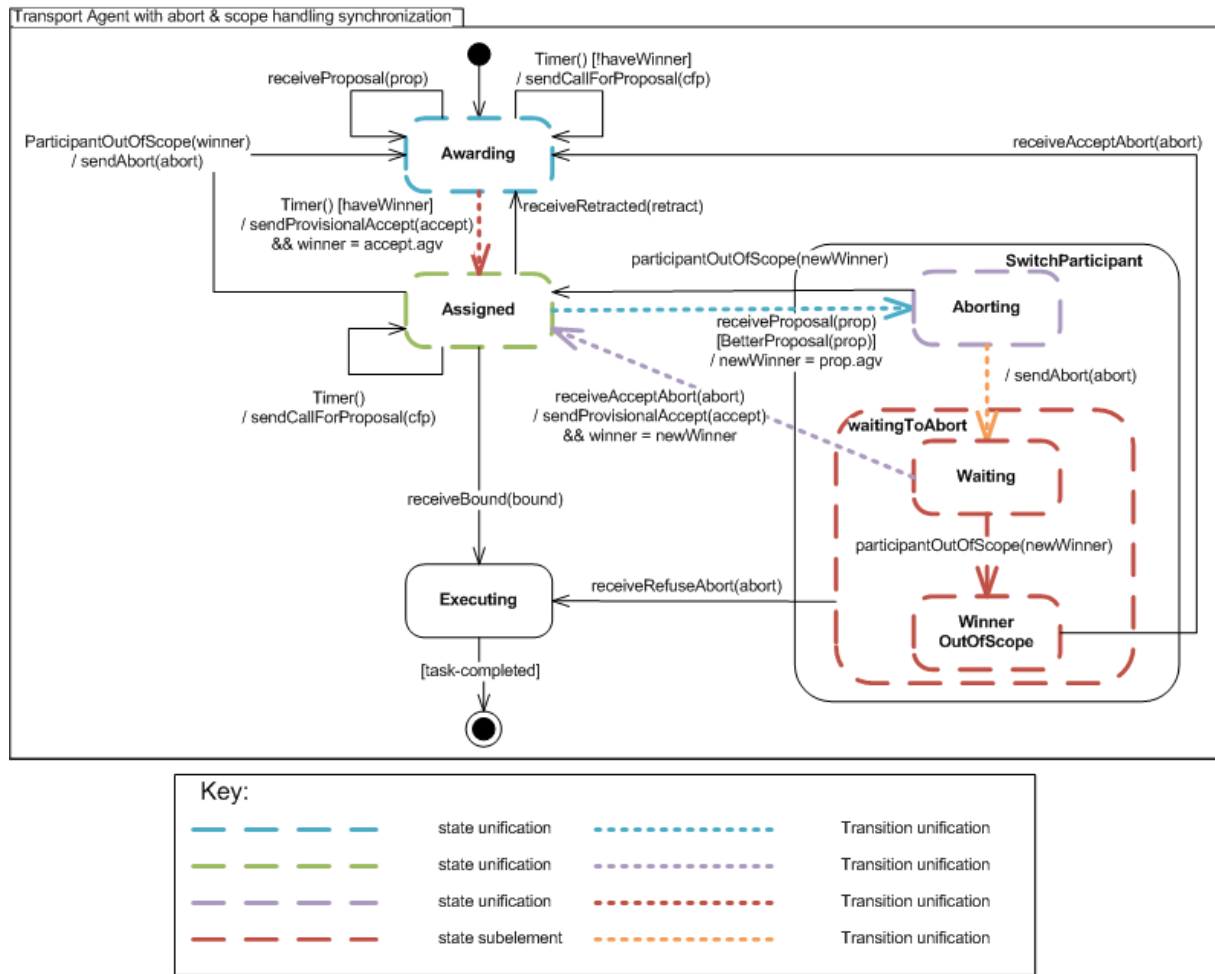 Transport Agent with abort & scope handling synchronization
receiveProposal(prop)
Timer() [!haveWinner]
/ sendCallForProposal(cfp)
ParticipantOutOfScope(winner)
/ sendAbort(abort)
Awarding
receiveAcceptAbort(abort)
Timer() [haveWinner]
/ sendProvisionalAccept(accept)
&& winner = accept.agv
receiveRetracted(retract)
participantOutOfScope(newWinner)
SwitchParticipant
Assigned
Aborting
receiveProposal(prop)
[BetterProposal(prop)]
/ newWinner = prop.agv
Timer()
/ sendCallForProposal(cfp)
receiveAcceptAbort(abort)
/ sendProvisionalAccept(accept)
&& winner = newWinner
/ sendAbort(abort)
waitingToAbort
Waiting
receiveBound(bound)
participantOutOfScope(newWinner)
Executing
receiveRefuseAbort(abort)
Winner
OutOfScope
[task-completed]
Key:
state unification
Transition unification
state unification
Transition unification
state unification
Transition unification
state subelement
Transition unification